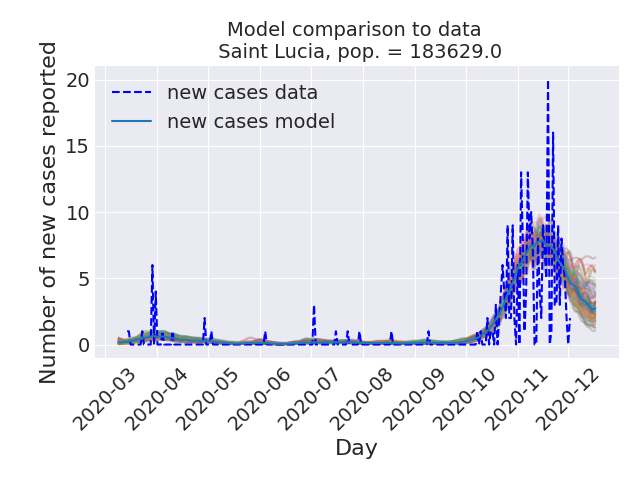 Model comparison to data
Saint Lucia, pop. = 183629.0
Number of new cases reported
20
15
10
5
0
new cases data
new cases model
2020-03
2020-04
2020-05
2020-06
2020-07
2020-08
2020-09
2020-10
2020-11
2020-12
Day